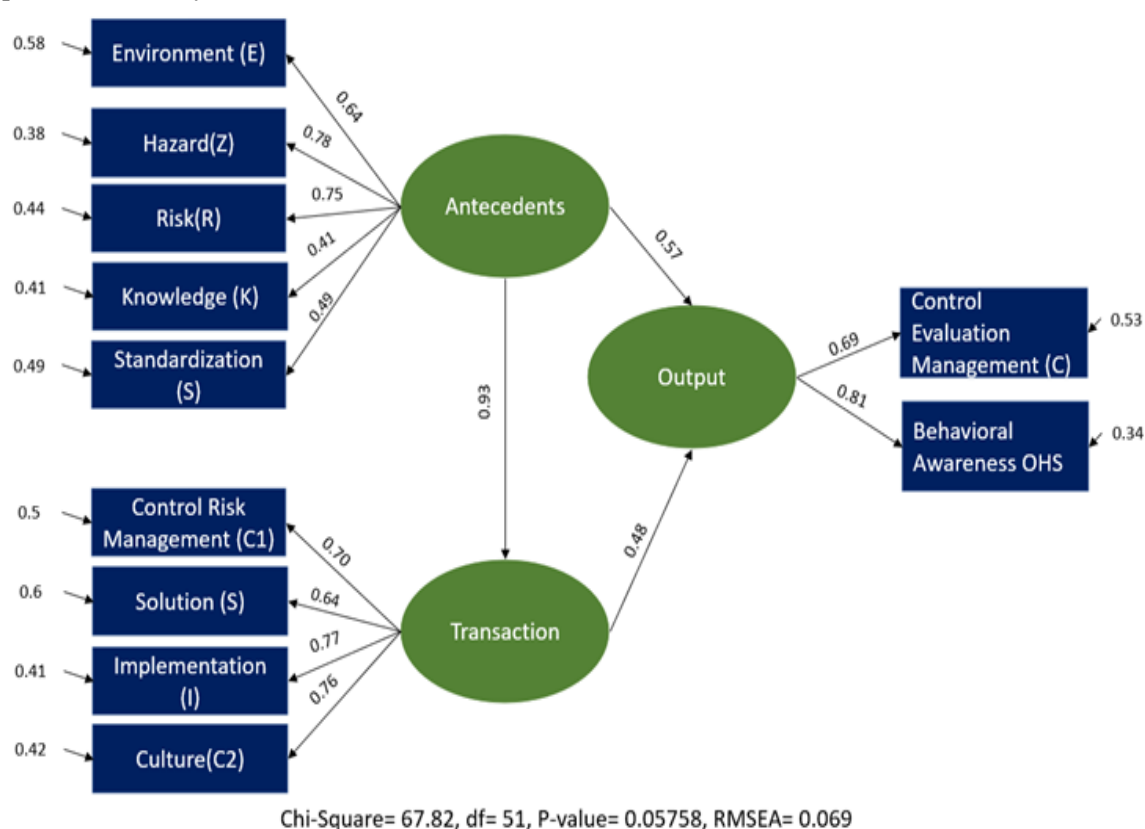 0.58
Environment (E)
0.64
0.38
Hazard(Z)
0.78
0.44
Risk(R)
0.75
0.41
Knowledge (K)
0.41
0.49
Standardization
(S)
0.49
Antecedents
0.57
0.93
Output
0.69
Control
Evaluation
Management (C)
0.53
0.81
Behavioral
Awareness OHS
0.34
0.5
Control Risk
Management (C1)
0.70
0.6
Solution (S)
0.64
0.41
Implementation
(I)
0.77
0.42
Culture(C2)
0.76
Transaction
0.48
Chi-Square= 67.82, df= 51, P-value= 0.05758, RMSEA= 0.069